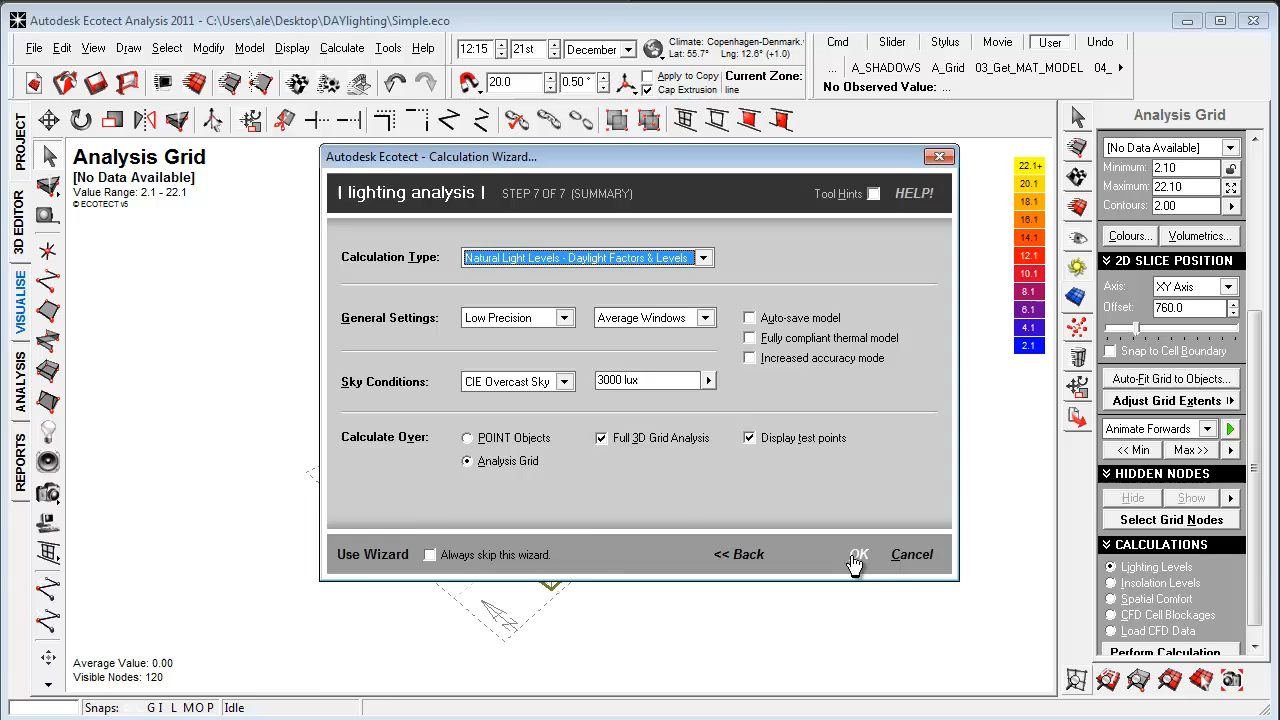 Autodesk Ecotect Analysis 2011 - C:\Users\ale\Desktop\DAYlighting\Simple.eco
File Edit View Draw Select Modify Model Display Calculate Tools Help
12:15 21st December
Climate: Copenhagen-Denmark.
Lat: 55.7° Lng: 12.6° (+1.0)
Cmd Slider Stylus Movie User Undo
A_SHADOWS A_Grid 03_Get_MAT_MODEL 04_
No Observed Value: ...
20.0 0.50 °
Apply to Copy
Cap Extrusion
Current Zone:
line
PROJECT
3D EDITOR
VISUALISE
ANALYSIS
REPORTS
Analysis Grid
[No Data Available]
Value Range: 2.1 - 22.1
© ECOTECT v5
Autodesk Ecotect - Calculation Wizard...
| lighting analysis | STEP 7 OF 7 (SUMMARY)
Tool Hints HELP!
Calculation Type: Natural Light Levels - Daylight Factors & Levels
General Settings: Low Precision Average Windows
Auto-save model
Fully compliant thermal model
Increased accuracy mode
Sky Conditions: CIE Overcast Sky 3000 lux
Calculate Over: POINT Objects Full 3D Grid Analysis Display test points
Analysis Grid
Use Wizard Always skip this wizard. << Back OK Cancel
22.1+
20.1
18.1
16.1
14.1
12.1
10.1
8.1
6.1
4.1
2.1
N
Average Value: 0.00
Visible Nodes: 120
Analysis Grid
[No Data Available]
Minimum: 2.10
Maximum: 22.10
Contours: 2.00
Colours... Volumetrics...
2D SLICE POSITION
Axis: XY Axis
Offset: 760.0
Snap to Cell Boundary
Auto-Fit Grid to Objects...
Adjust Grid Extents
Animate Forwards
<< Min Max >>
HIDDEN NODES
Hide Show
Select Grid Nodes
CALCULATIONS
Lighting Levels
Insolation Levels
Spatial Comfort
CFD Cell Blockages
Load CFD Data
Perform Calculation
Snaps: G I L M O P Idle